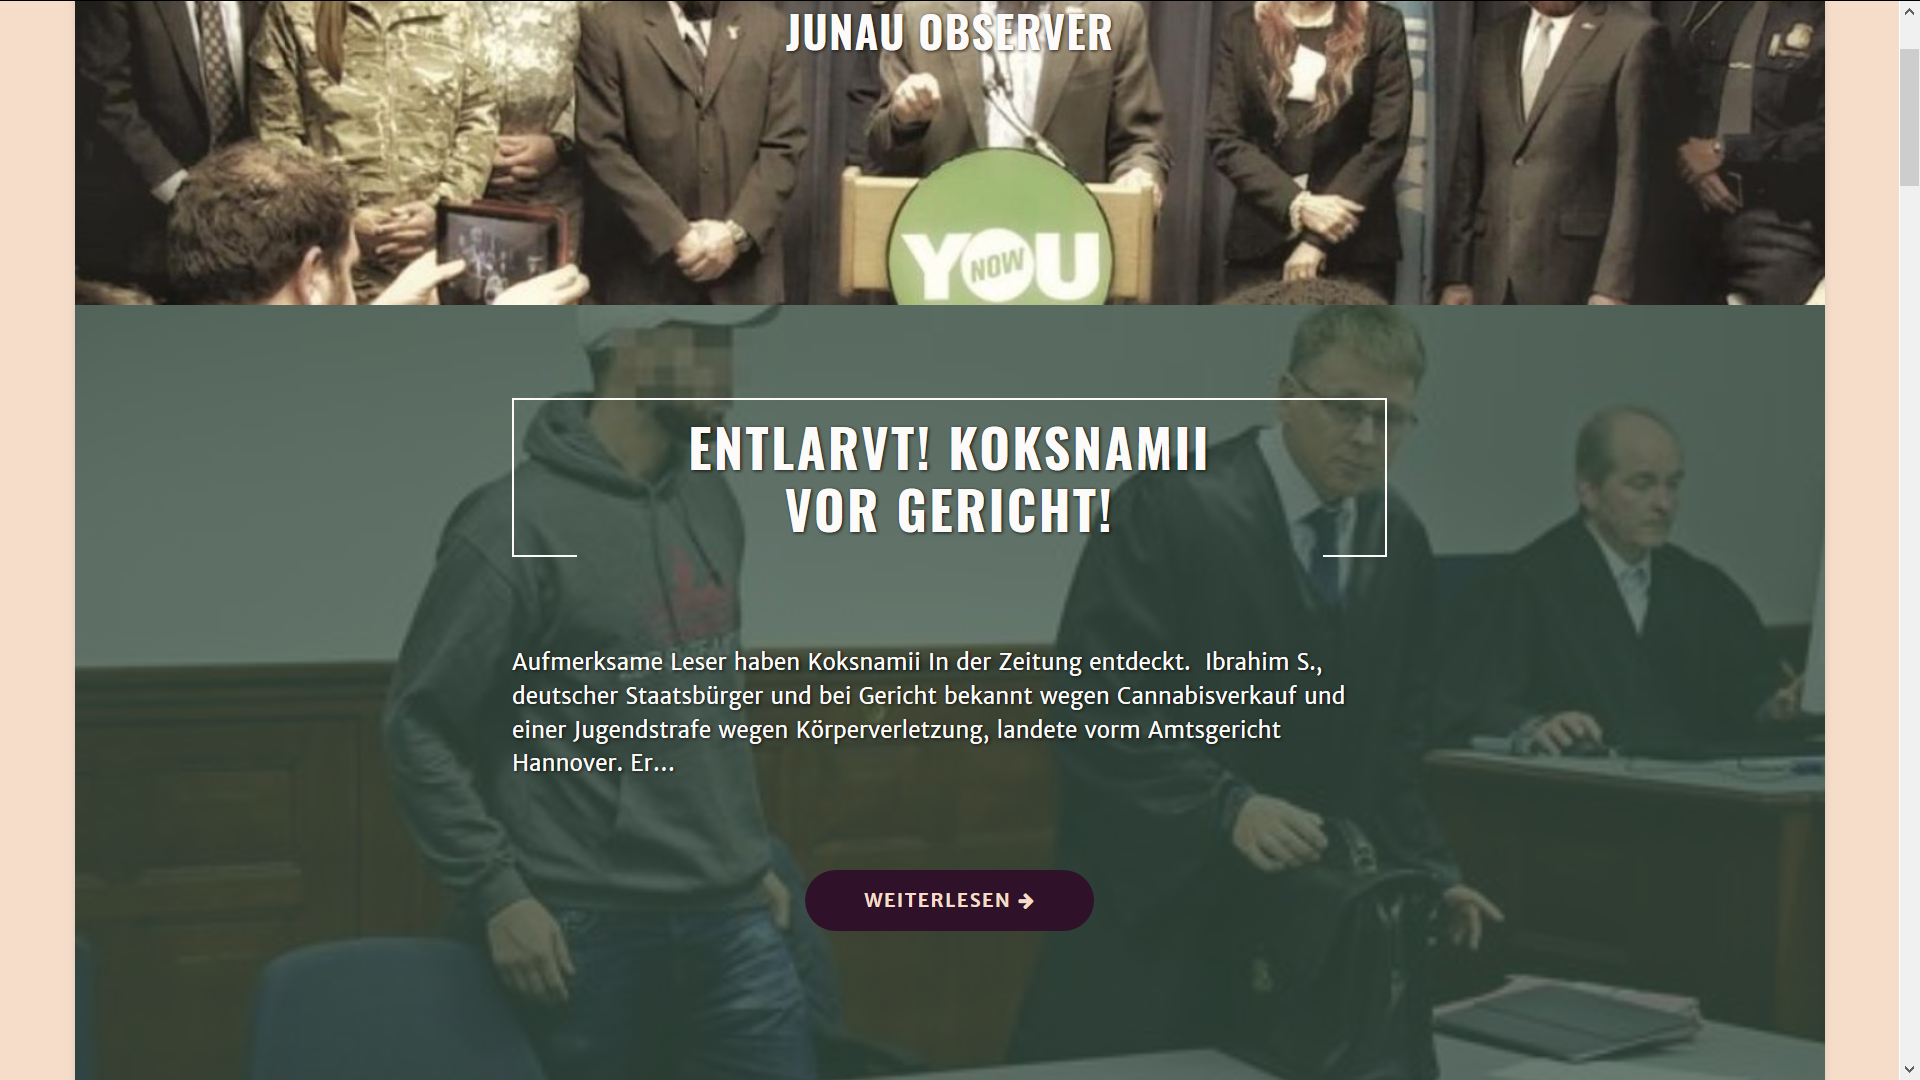 JUNAU OBSERVER
YOU
NOW
ENTLARVT! KOKSNAMII
VOR GERICHT!
Aufmerksame Leser haben Koksnamii In der Zeitung entdeckt.  Ibrahim S.,
deutscher Staatsbürger und bei Gericht bekannt wegen Cannabisverkauf und
einer Jugendstrafe wegen Körperverletzung, landete vorm Amtsgericht
Hannover. Er…
WEITERLESEN →